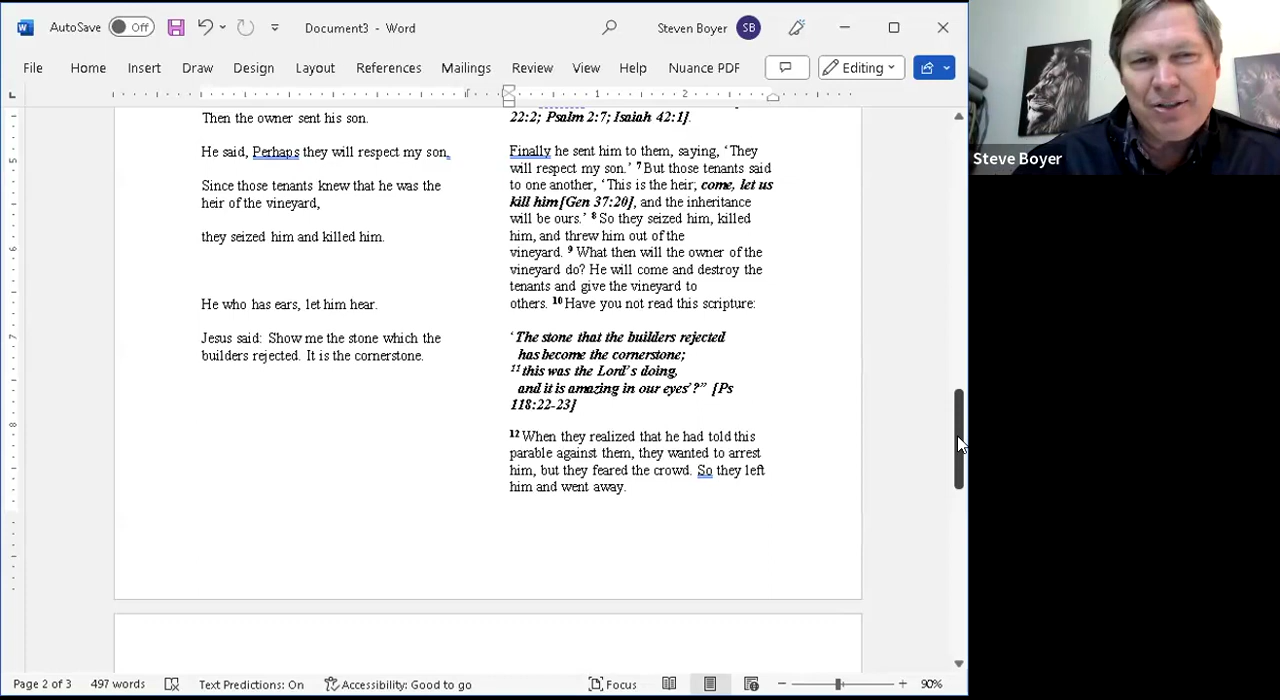 AutoSave Off Document3 - Word Steven Boyer SB
File Home Insert Draw Design Layout References Mailings Review View Help Nuance PDF Editing
1 2
Then the owner sent his son.
He said, Perhaps they will respect my son,
Since those tenants knew that he was the
heir of the vineyard,
they seized him and killed him.
He who has ears, let him hear.
Jesus said: Show me the stone which the
builders rejected. It is the cornerstone.
22:2; Psalm 2:7; Isaiah 42:1].
Finally he sent him to them, saying, ‘They
will respect my son.’ 7 But those tenants said
to one another, ‘This is the heir; come, let us
kill him [Gen 37:20], and the inheritance
will be ours.’ 8 So they seized him, killed
him, and threw him out of the
vineyard. 9 What then will the owner of the
vineyard do? He will come and destroy the
tenants and give the vineyard to
others. 10 Have you not read this scripture:
‘The stone that the builders rejected
has become the cornerstone;
11 this was the Lord’s doing,
and it is amazing in our eyes’?” [Ps
118:22-23]
12 When they realized that he had told this
parable against them, they wanted to arrest
him, but they feared the crowd. So they left
him and went away.
5
6
7
8
Page 2 of 3 497 words Text Predictions: On Accessibility: Good to go Focus 90%
Steve Boyer